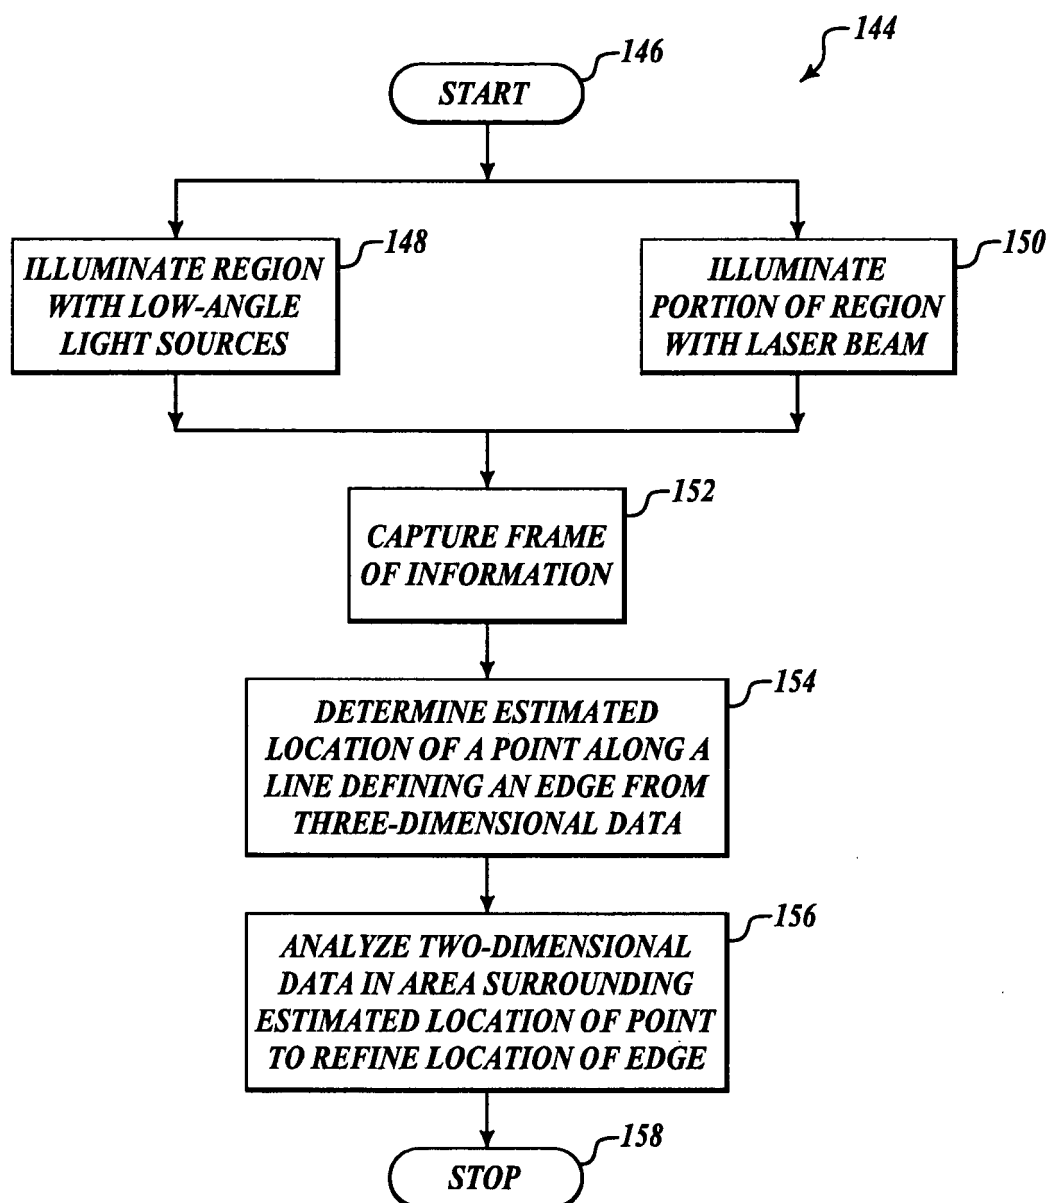 144
146
START
148
ILLUMINATE REGION
WITH LOW-ANGLE
LIGHT SOURCES
150
ILLUMINATE
PORTION OF REGION
WITH LASER BEAM
152
CAPTURE FRAME
OF INFORMATION
154
DETERMINE ESTIMATED
LOCATION OF A POINT ALONG A
LINE DEFINING AN EDGE FROM
THREE-DIMENSIONAL DATA
156
ANALYZE TWO-DIMENSIONAL
DATA IN AREA SURROUNDING
ESTIMATED LOCATION OF POINT
TO REFINE LOCATION OF EDGE
158
STOP